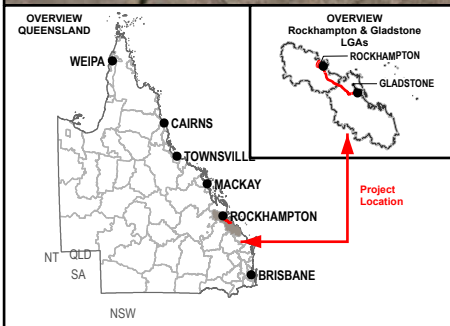 OVERVIEW
QUEENSLAND
WEIPA
CAIRNS
TOWNSVILLE
MACKAY
ROCKHAMPTON
BRISBANE
NT
QLD
SA
NSW
OVERVIEW
Rockhampton & Gladstone
LGAs
ROCKHAMPTON
GLADSTONE
Project
Location